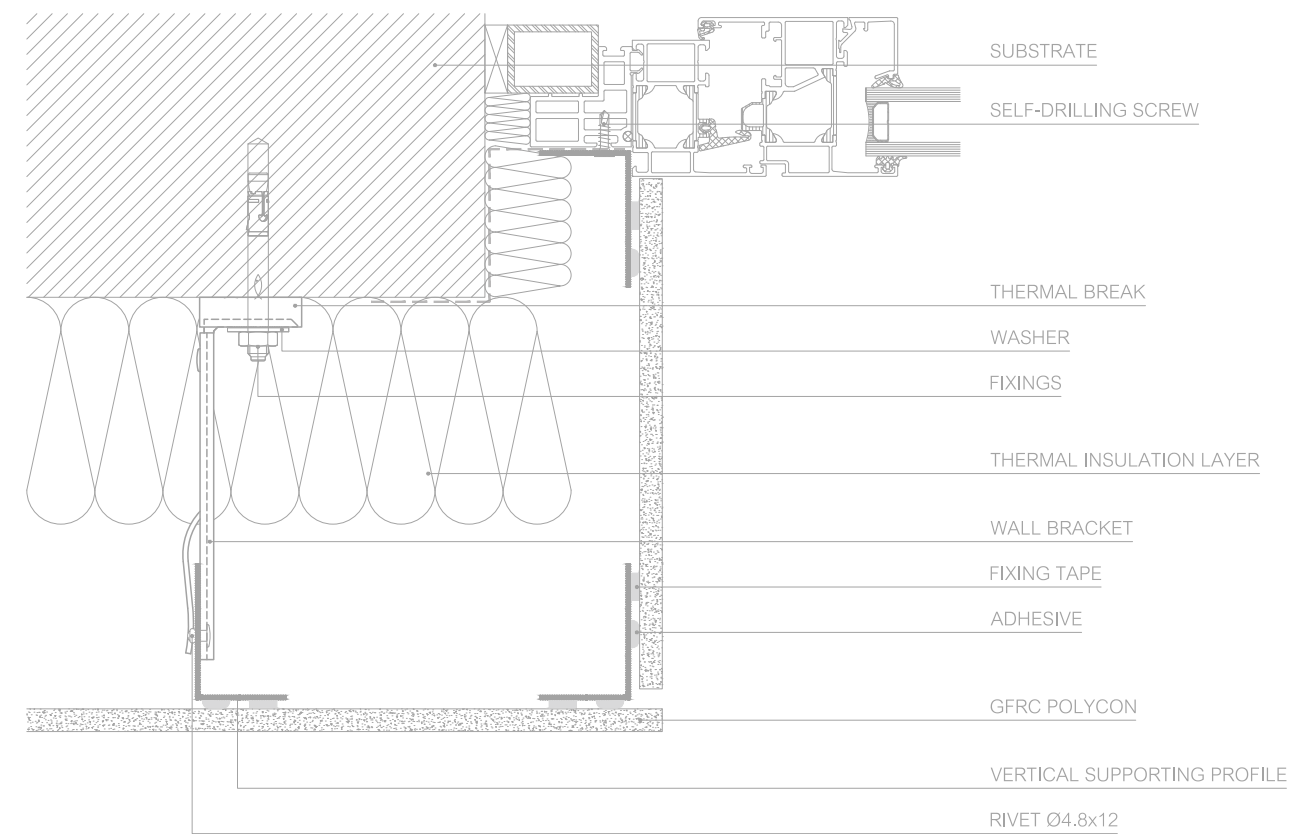 SUBSTRATE
SELF-DRILLING SCREW
THERMAL BREAK
WASHER
FIXINGS
THERMAL INSULATION LAYER
WALL BRACKET
FIXING TAPE
ADHESIVE
GFRC POLYCON
VERTICAL SUPPORTING PROFILE
RIVET Ø4.8x12